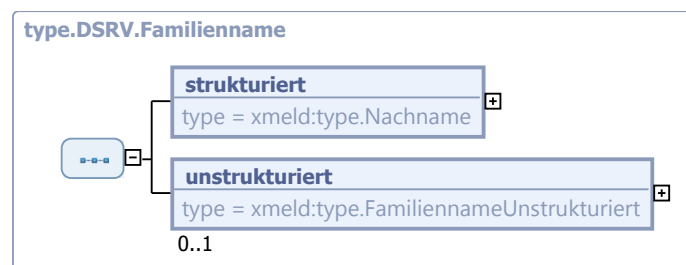 type.DSRV.Familienname
strukturiert
type = xmeld:type.Nachname
unstrukturiert
type = xmeld:type.FamiliennameUnstrukturiert
0..1